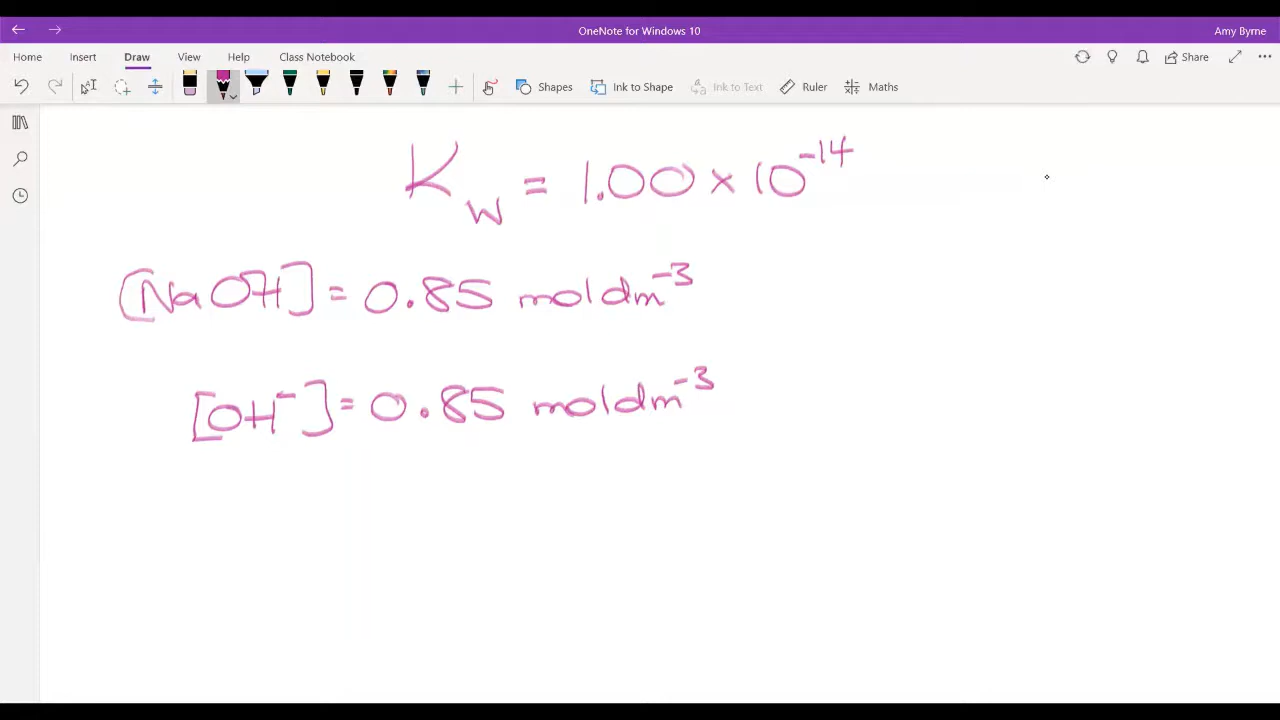 OneNote for Windows 10
Amy Byrne
Home Insert Draw View Help Class Notebook
Share
Shapes Ink to Shape Ink to Text Ruler Maths
Kw = 1.00 × 10⁻¹⁴
[NaOH] = 0.85 moldm⁻³
[OH⁻] = 0.85 moldm⁻³